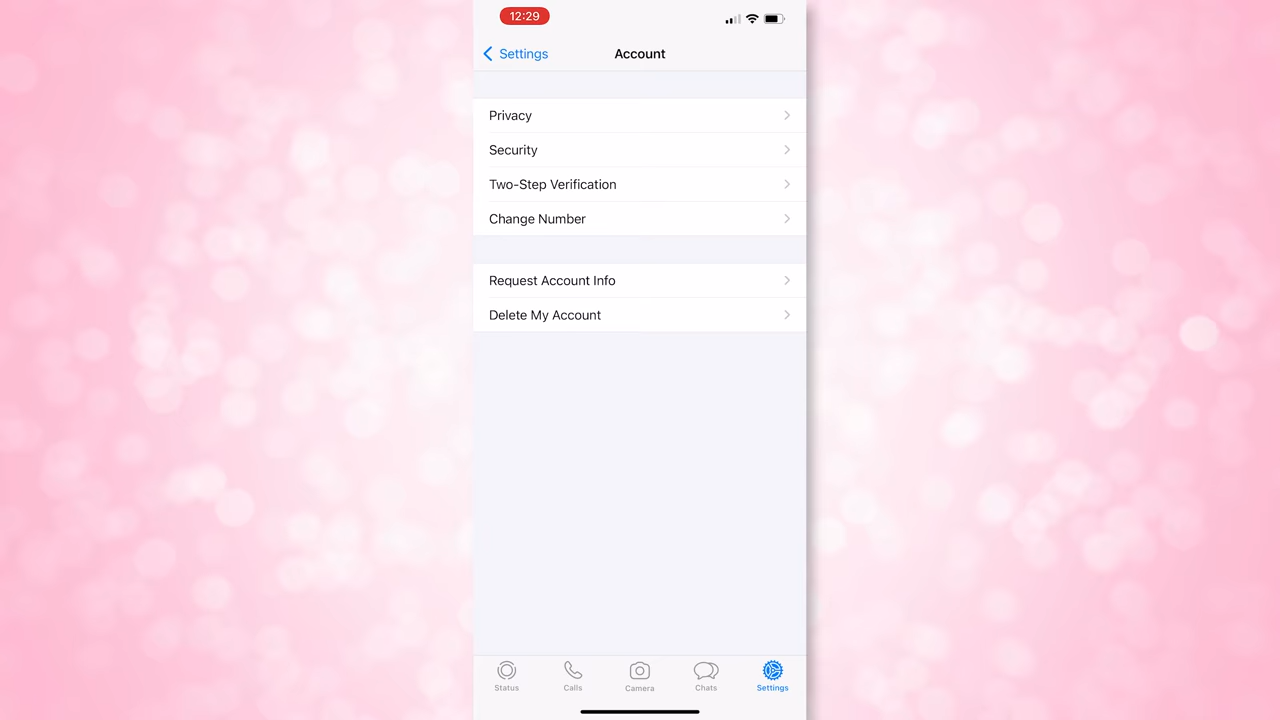 12:29
Settings
Account
Privacy
Security
Two-Step Verification
Change Number
Request Account Info
Delete My Account
Status
Calls
Camera
Chats
Settings